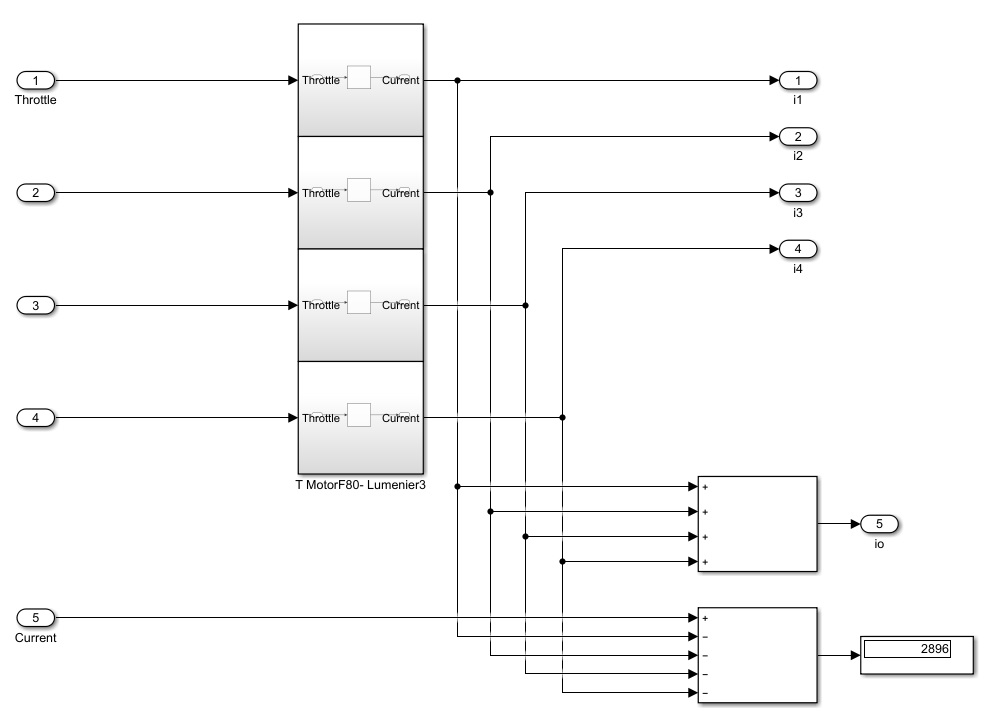 1
Throttle
Throttle
Current
1
i1
2
i2
2
Throttle
Current
3
i3
4
i4
3
Throttle
Current
4
Throttle
Current
T MotorF80- Lumenier3
+
+
+
+
5
io
5
Current
+
−
−
−
−
2896